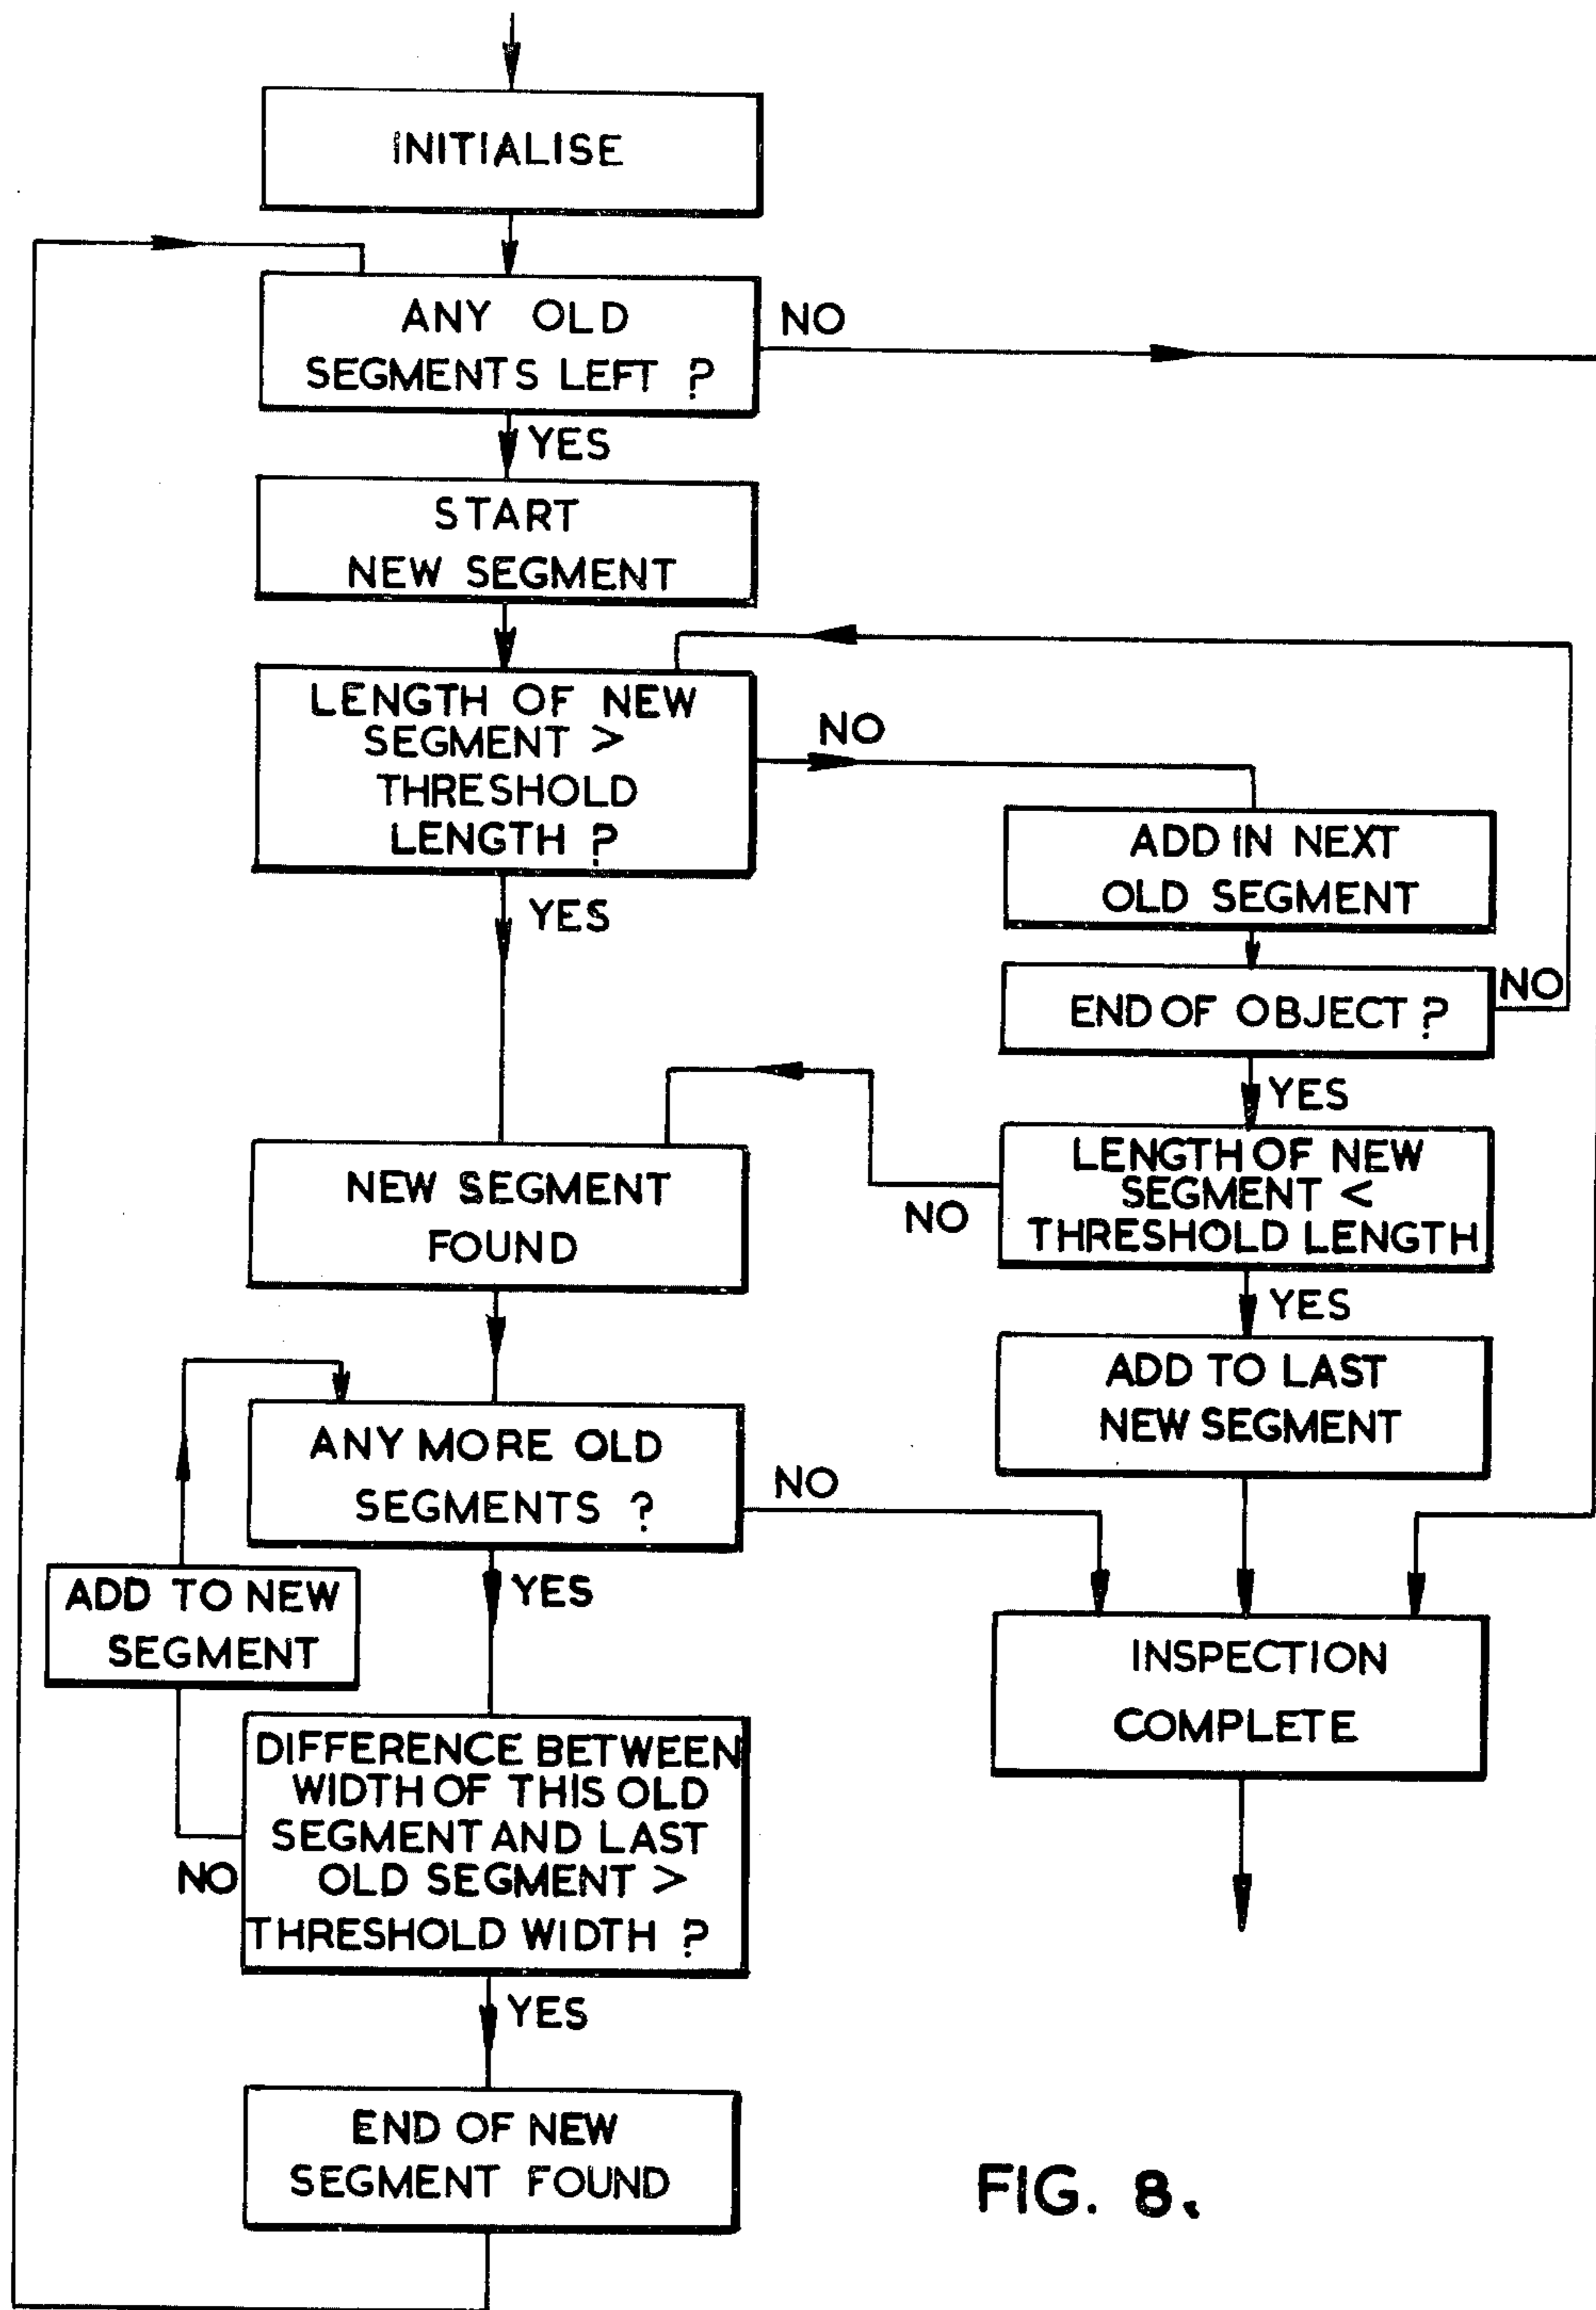 INITIALISE
ANY OLD
SEGMENTS LEFT ?
NO
YES
START
NEW SEGMENT
LENGTH OF NEW
SEGMENT >
THRESHOLD
LENGTH ?
NO
YES
ADD IN NEXT
OLD SEGMENT
END OF OBJECT ?
NO
YES
LENGTH OF NEW
SEGMENT <
THRESHOLD LENGTH
NO
YES
NEW SEGMENT
FOUND
ADD TO LAST
NEW SEGMENT
ANY MORE OLD
SEGMENTS ?
NO
YES
ADD TO NEW
SEGMENT
INSPECTION
COMPLETE
DIFFERENCE BETWEEN
WIDTH OF THIS OLD
SEGMENT AND LAST
OLD SEGMENT >
THRESHOLD WIDTH ?
NO
YES
END OF NEW
SEGMENT FOUND
FIG. 8.